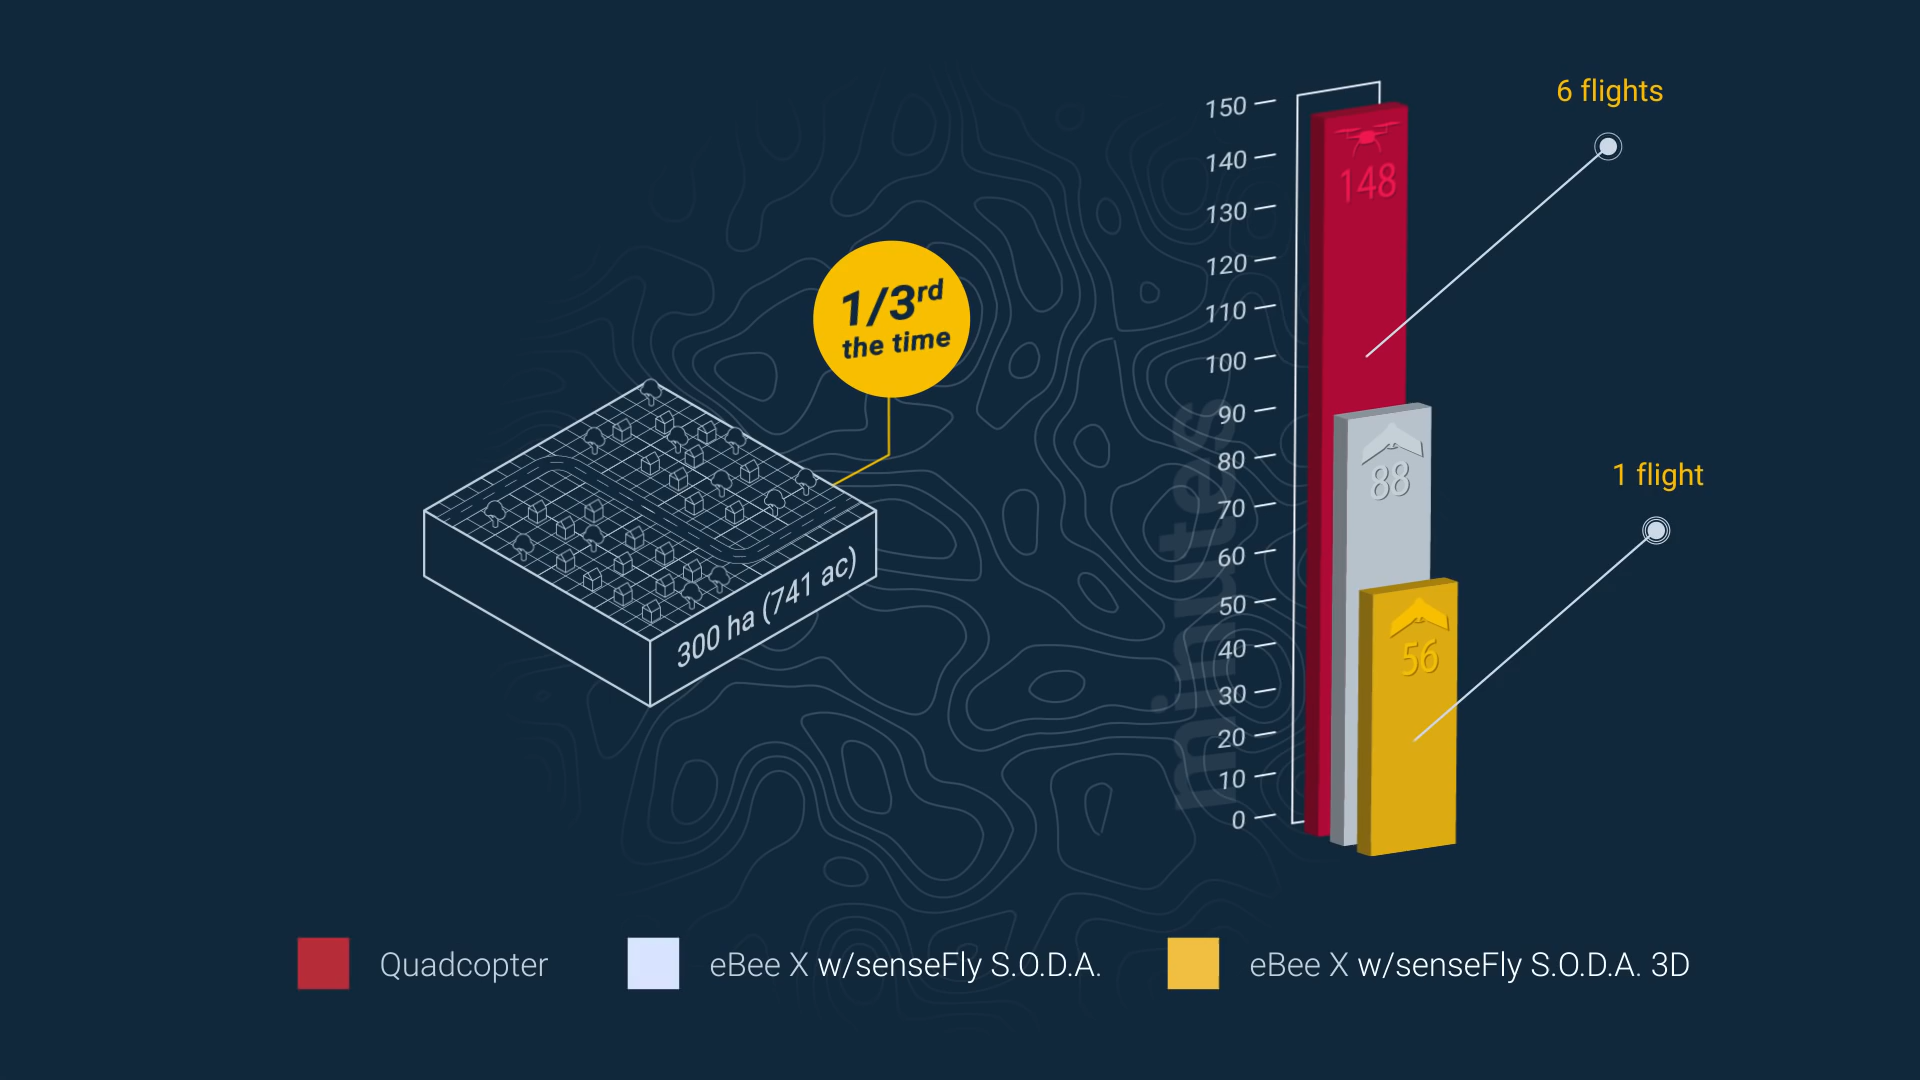 1/3rd
the time
300 ha (741 ac)
minutes
150
140
130
120
110
100
90
80
70
60
50
40
30
20
10
0
148
88
56
6 flights
1 flight
Quadcopter
eBee X w/senseFly S.O.D.A.
eBee X w/senseFly S.O.D.A. 3D